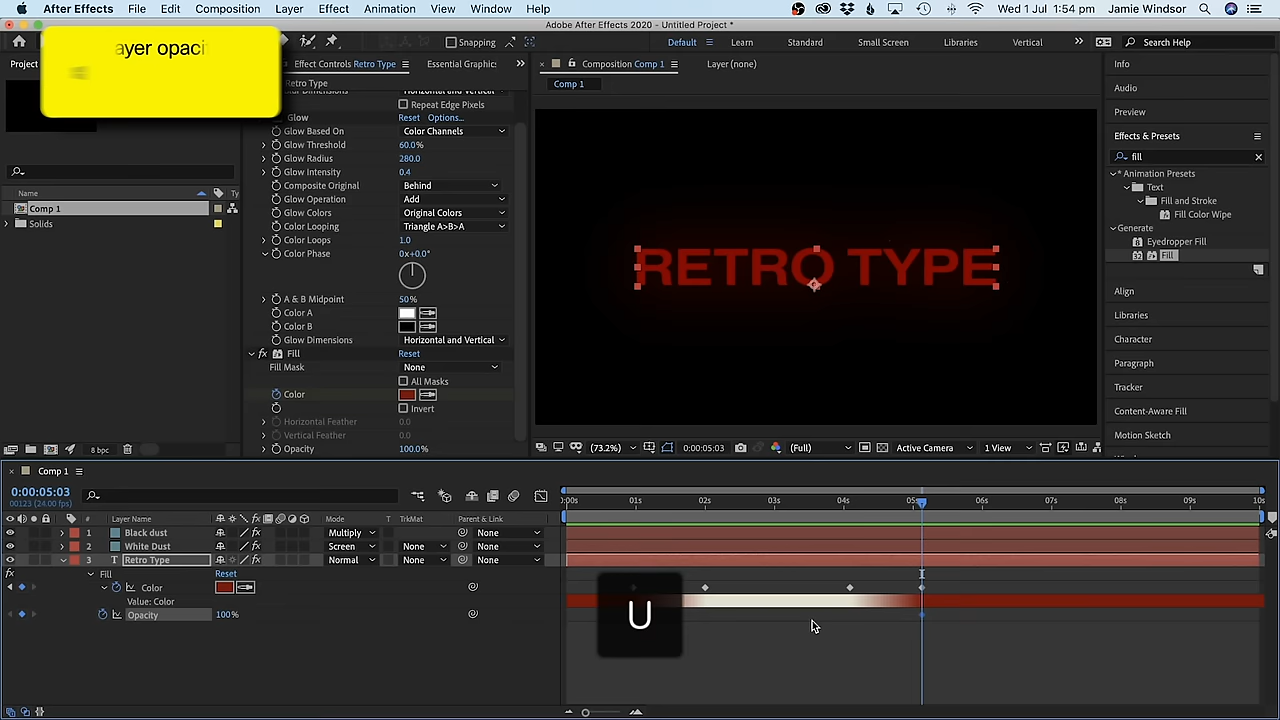 After Effects File Edit Composition Layer Effect Animation View Window Help Wed 1 Jul 1:54 pm Jamie Windsor
Adobe After Effects 2020 - Untitled Project *
Snapping Default Learn Standard Small Screen Libraries Vertical Search Help
ayer opaci
Project
Effect Controls Retro Type Essential Graphic
Retro Type
Horizontal and Vertical
Repeat Edge Pixels
Glow Reset Options...
Glow Based On Color Channels
Glow Threshold 60.0%
Glow Radius 280.0
Glow Intensity 0.4
Composite Original Behind
Glow Operation Add
Glow Colors Original Colors
Color Looping Triangle A>B>A
Color Loops 1.0
Color Phase 0x+0.0°
A & B Midpoint 50%
Color A
Color B
Glow Dimensions Horizontal and Vertical
fx Fill Reset
Fill Mask None
All Masks
Color
Invert
Horizontal Feather 0.0
Vertical Feather 0.0
Opacity 100.0%
Name Ty
Comp 1
Solids
8 bpc
Composition Comp 1 Layer (none)
Comp 1
RETRO TYPE
(73.2%) 0:00:05:03 (Full) Active Camera 1 View
Info
Audio
Preview
Effects & Presets
fill
* Animation Presets
Text
Fill and Stroke
Fill Color Wipe
Generate
Eyedropper Fill
Fill
Align
Libraries
Character
Paragraph
Tracker
Content-Aware Fill
Motion Sketch
Comp 1
0:00:05:03
00123 (24.00 fps)
:00s 01s 02s 03s 04s 05s 06s 07s 08s 09s 10s
# Layer Name Mode T TrkMat Parent & Link
1 Black dust Multiply None
2 White Dust Screen None None
3 T Retro Type Normal None None
Fill Reset
Color
Value: Color
Opacity 100%
U